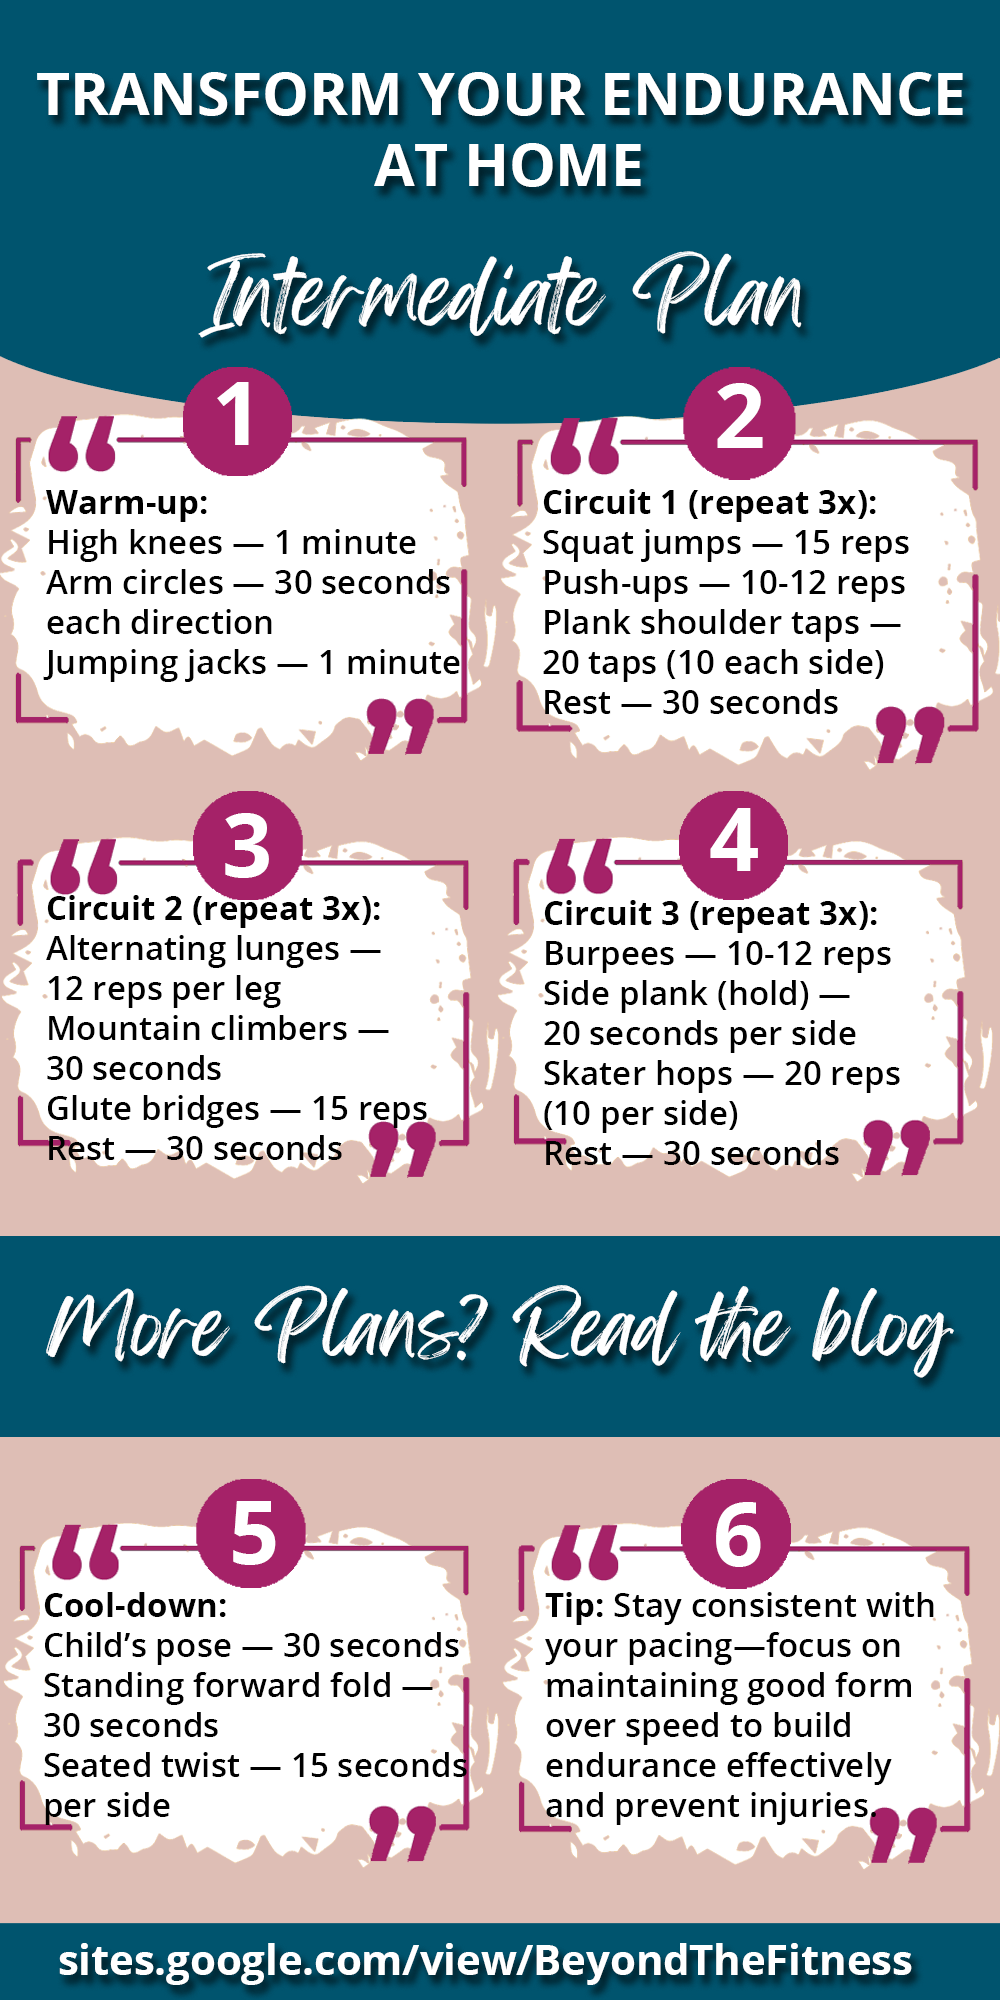 TRANSFORM YOUR ENDURANCE
AT HOME
Intermediate Plan
1
Warm-up:
High knees — 1 minute
Arm circles — 30 seconds
each direction
Jumping jacks — 1 minute
2
Circuit 1 (repeat 3x):
Squat jumps — 15 reps
Push-ups — 10-12 reps
Plank shoulder taps —
20 taps (10 each side)
Rest — 30 seconds
3
Circuit 2 (repeat 3x):
Alternating lunges —
12 reps per leg
Mountain climbers —
30 seconds
Glute bridges — 15 reps
Rest — 30 seconds
4
Circuit 3 (repeat 3x):
Burpees — 10-12 reps
Side plank (hold) —
20 seconds per side
Skater hops — 20 reps
(10 per side)
Rest — 30 seconds
More Plans? Read the blog
5
Cool-down:
Child’s pose — 30 seconds
Standing forward fold —
30 seconds
Seated twist — 15 seconds
per side
6
Tip: Stay consistent with
your pacing—focus on
maintaining good form
over speed to build
endurance effectively
and prevent injuries.
sites.google.com/view/BeyondTheFitness